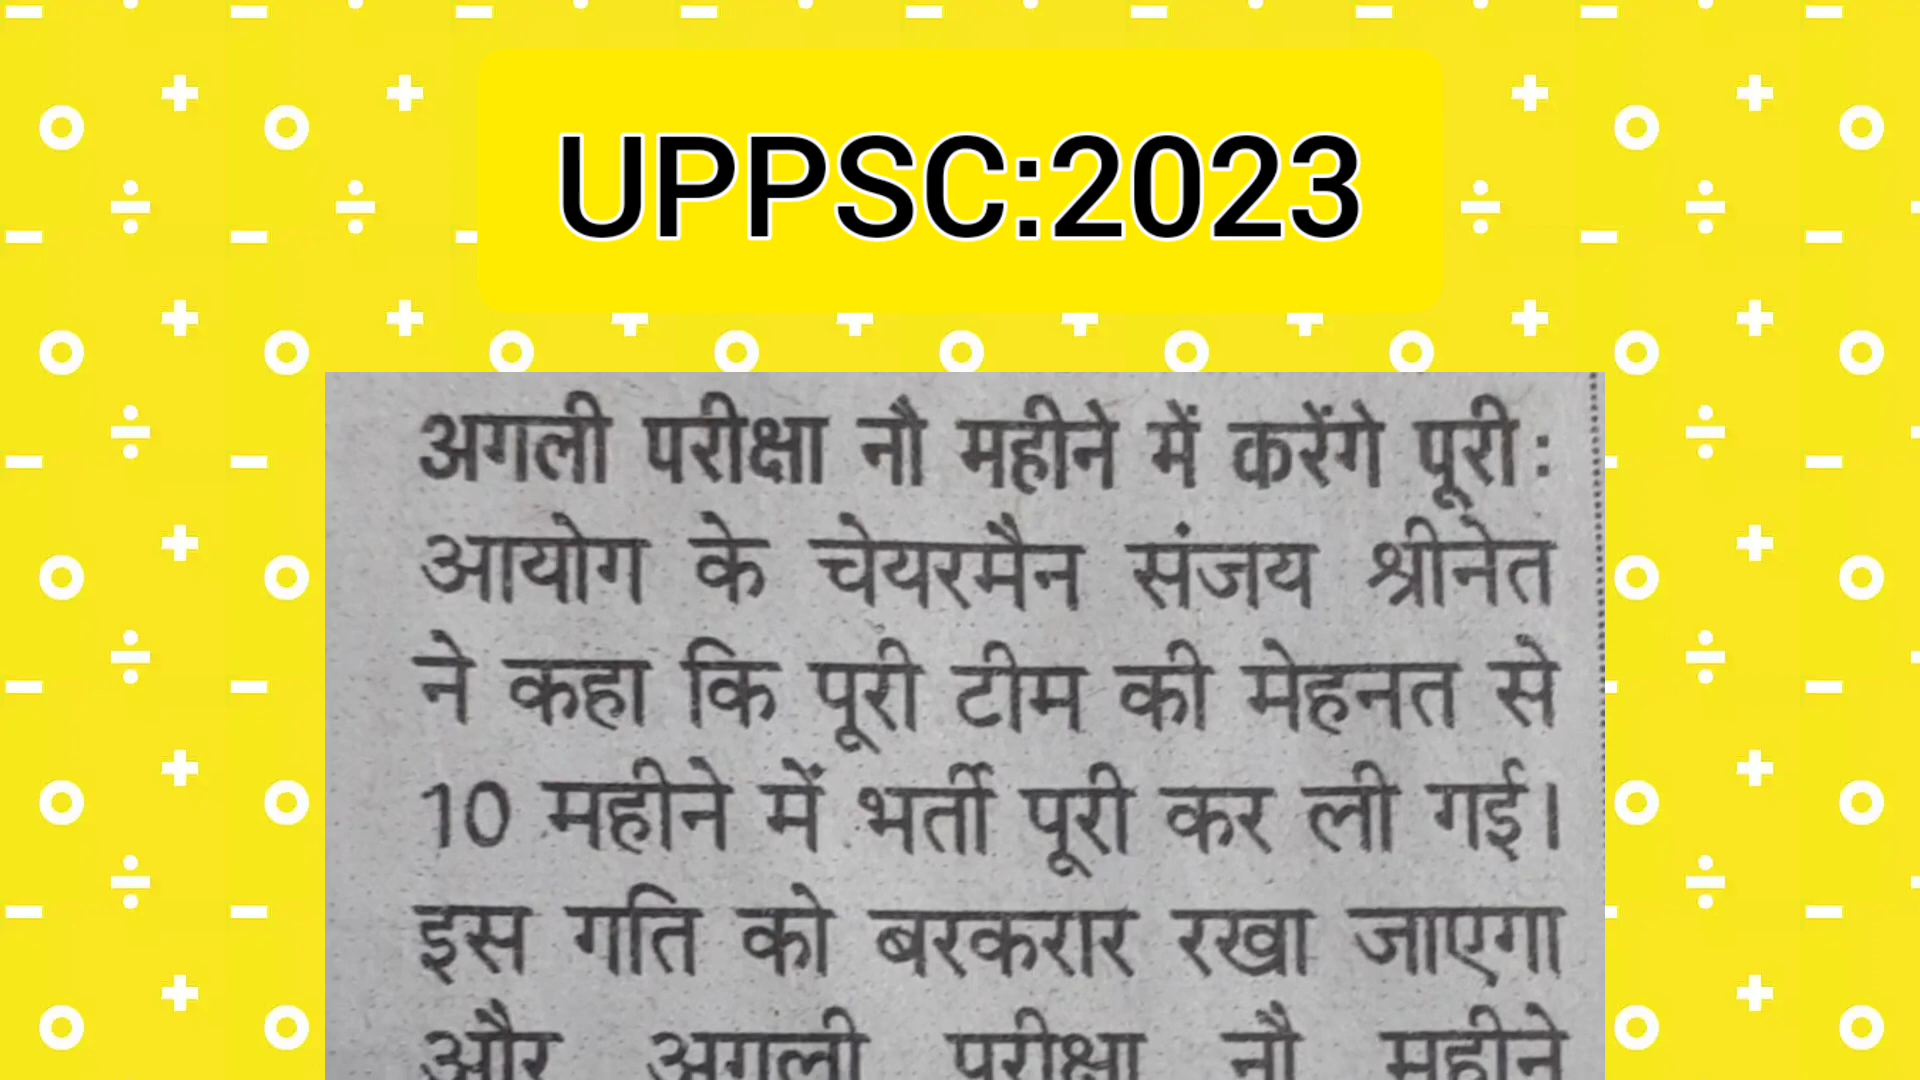 UPPSC:2023
अगली परीक्षा नौ महीने में करेंगे पूरी:
आयोग के चेयरमैन संजय श्रीनेत
ने कहा कि पूरी टीम की मेहनत से
10 महीने में भर्ती पूरी कर ली गई।
इस गति को बरकरार रखा जाएगा
और अगली परीक्षा नौ महीने